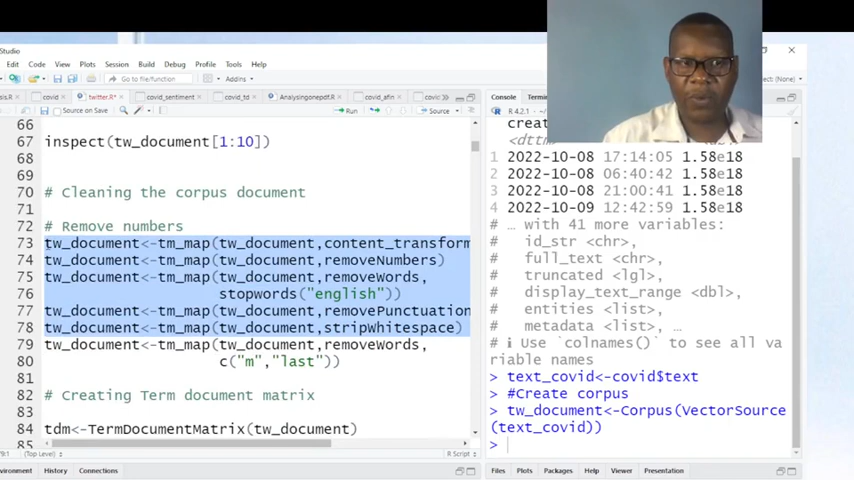 Studio
Edit Code View Plots Session Build Debug Profile Tools Help
Go to file/function
Addins
Project: (None)
covid
twitter.R*
covid_sentiment
covid_td
Analysingonepdf.R
covid_afin
Source on Save
Run
Source
66
67 inspect(tw_document[1:10])
68
69
70 # Cleaning the corpus document
71
72 # Remove numbers
73 tw_document<-tm_map(tw_document,content_transform
74 tw_document<-tm_map(tw_document,removeNumbers)
75 tw_document<-tm_map(tw_document,removeWords,
76 stopwords("english"))
77 tw_document<-tm_map(tw_document,removePunctuation
78 tw_document<-tm_map(tw_document,stripWhitespace)
79 tw_document<-tm_map(tw_document,removeWords,
80 c("m","last"))
81
82 # Creating Term document matrix
83
84 tdm<-TermDocumentMatrix(tw_document)
85
(Top Level)
R Script
History Connections
Console Termi
R 4.2.1
creat
<dttm
1 2022-10-08 17:14:05 1.58e18
2 2022-10-08 06:40:42 1.58e18
3 2022-10-08 21:00:41 1.58e18
4 2022-10-09 12:42:59 1.58e18
# … with 41 more variables:
# id_str <chr>,
# full_text <chr>,
# truncated <lgl>,
# display_text_range <dbl>,
# entities <list>,
# metadata <list>, …
# ℹ Use `colnames()` to see all va
riable names
> text_covid<-covid$text
> #Create corpus
> tw_document<-Corpus(VectorSource
(text_covid))
>
Files Plots Packages Help Viewer Presentation